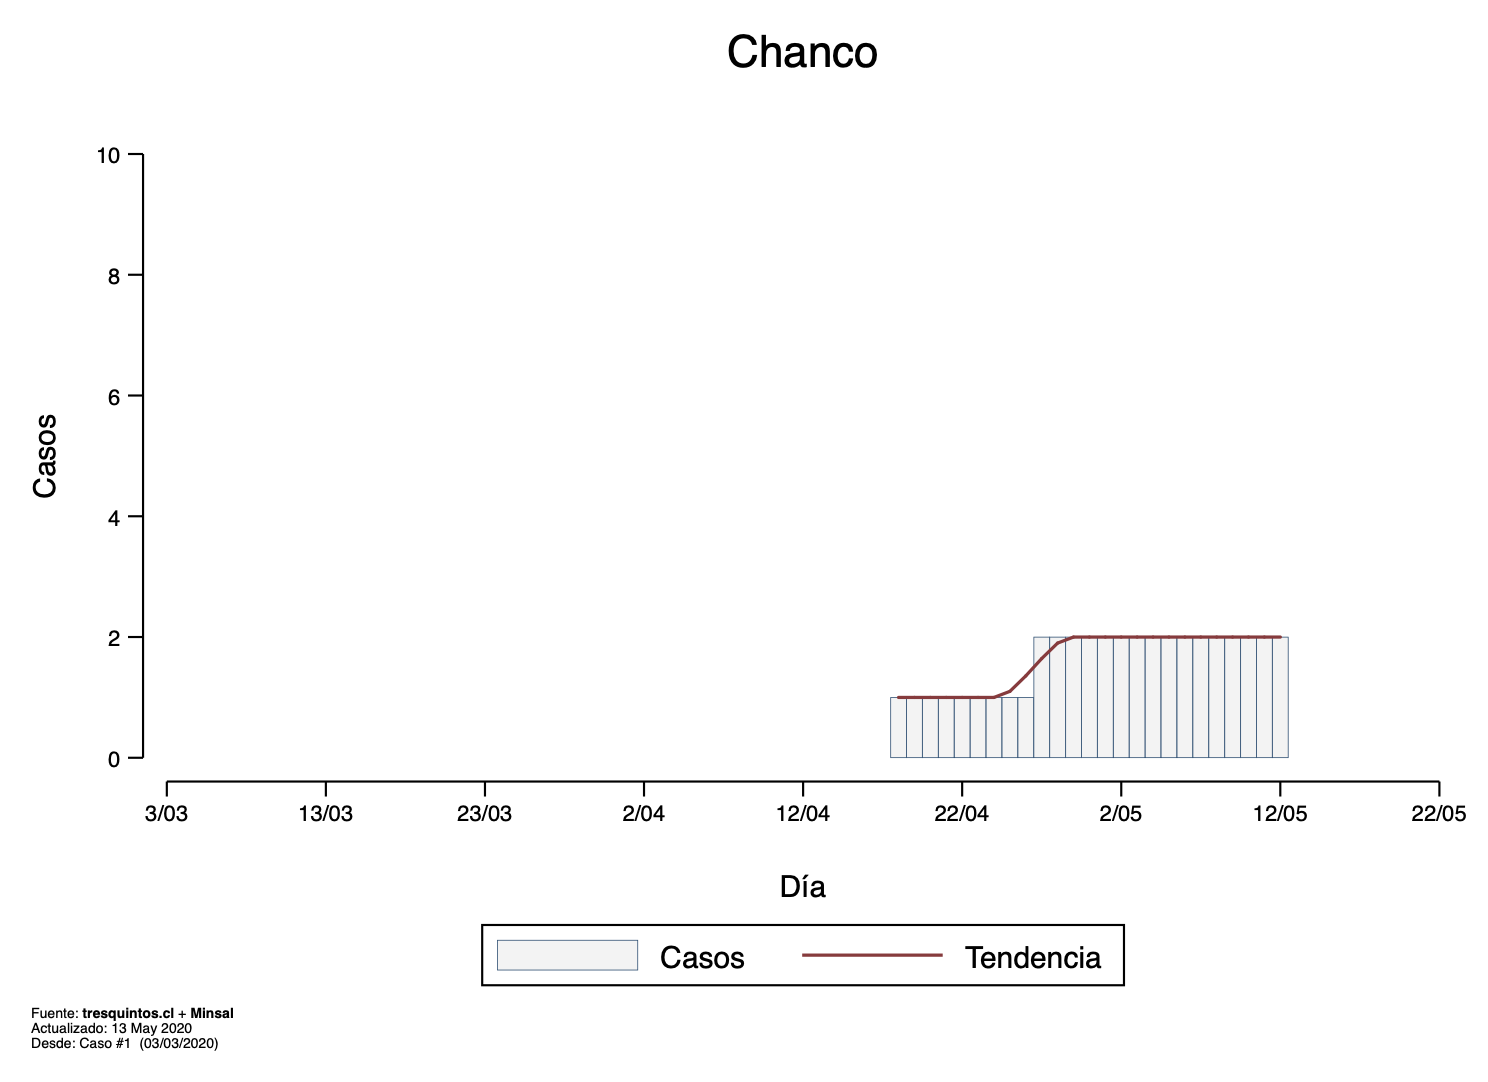 Chanco
10
8
6
4
2
0
Casos
3/03 13/03 23/03 2/04 12/04 22/04 2/05 12/05 22/05
Día
Casos Tendencia
Fuente: tresquintos.cl + Minsal
Actualizado: 13 May 2020
Desde: Caso #1 (03/03/2020)